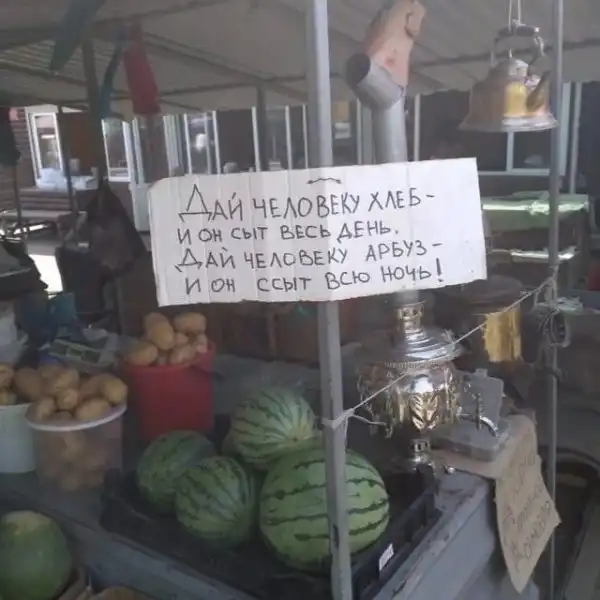 ДАЙ ЧЕЛОВЕКУ ХЛЕБ-
И ОН СЫТ ВЕСЬ ДЕНЬ.
ДАЙ ЧЕЛОВЕКУ АРБУЗ-
И ОН ССЫТ ВСЮ НОЧЬ!